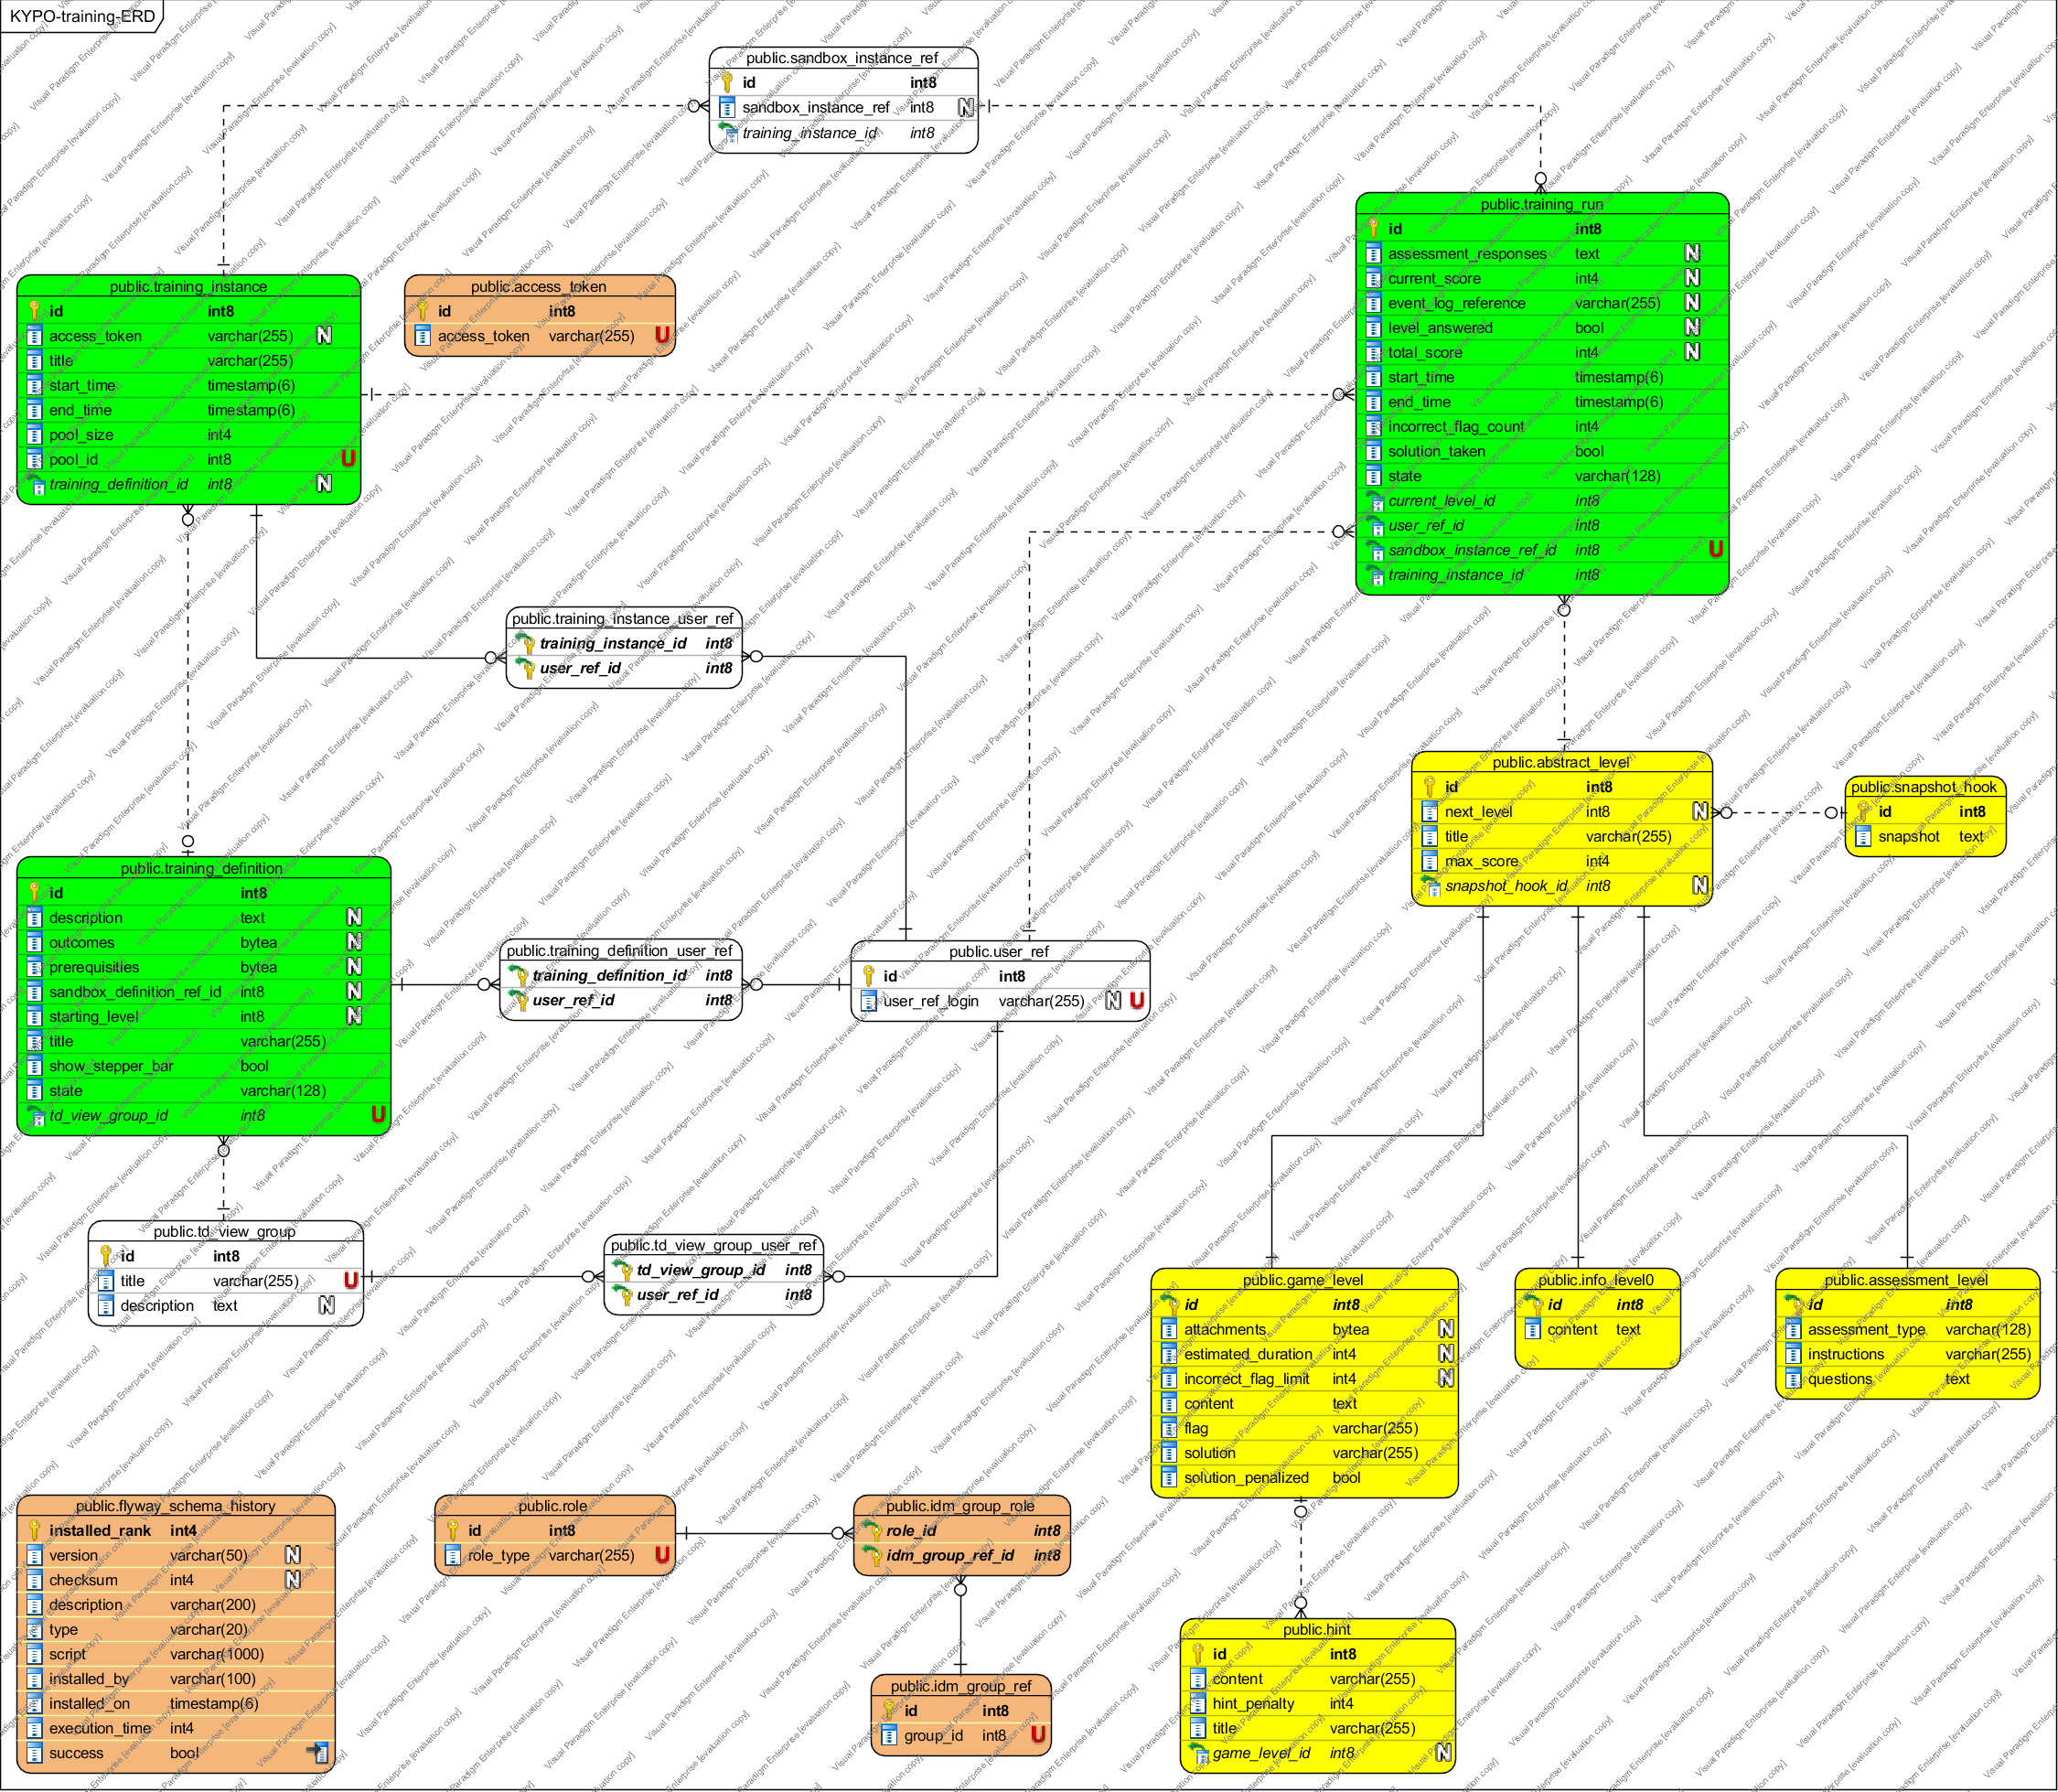 KYPO-training-ERD
public.sandbox_instance_ref
id int8
sandbox_instance_ref int8 N
training_instance_id int8
public.training_run
id int8
assessment_responses text N
current_score int4 N
event_log_reference varchar(255) N
level_answered bool N
total_score int4 N
start_time timestamp(6)
end_time timestamp(6)
incorrect_flag_count int4
solution_taken bool
state varchar(128)
current_level_id int8
user_ref_id int8
sandbox_instance_ref_id int8 U
training_instance_id int8
public.training_instance
id int8
access_token varchar(255) N
title varchar(255)
start_time timestamp(6)
end_time timestamp(6)
pool_size int4
pool_id int8 U
training_definition_id int8 N
public.access_token
id int8
access_token varchar(255) U
public.training_instance_user_ref
training_instance_id int8
user_ref_id int8
public.abstract_level
id int8
next_level int8 N
title varchar(255)
max_score int4
snapshot_hook_id int8 N
public.snapshot_hook
id int8
snapshot text
public.training_definition
id int8
description text N
outcomes bytea N
prerequisities bytea N
sandbox_definition_ref_id int8 N
starting_level int8 N
title varchar(255)
show_stepper_bar bool
state varchar(128)
td_view_group_id int8 U
public.training_definition_user_ref
training_definition_id int8
user_ref_id int8
public.user_ref
id int8
user_ref_login varchar(255) N U
public.td_view_group
id int8
title varchar(255) U
description text N
public.td_view_group_user_ref
td_view_group_id int8
user_ref_id int8
public.game_level
id int8
attachments bytea N
estimated_duration int4 N
incorrect_flag_limit int4 N
content text
flag varchar(255)
solution varchar(255)
solution_penalized bool
public.info_level0
id int8
content text
public.assessment_level
id int8
assessment_type varchar(128)
instructions varchar(255)
questions text
public.flyway_schema_history
installed_rank int4
version varchar(50) N
checksum int4 N
description varchar(200)
type varchar(20)
script varchar(1000)
installed_by varchar(100)
installed_on timestamp(6)
execution_time int4
success bool
public.role
id int8
role_type varchar(255) U
public.idm_group_role
role_id int8
idm_group_ref_id int8
public.idm_group_ref
id int8
group_id int8 U
public.hint
id int8
content varchar(255)
hint_penalty int4
title varchar(255)
game_level_id int8 N
Visual Paradigm Enterprise [evaluation copy]